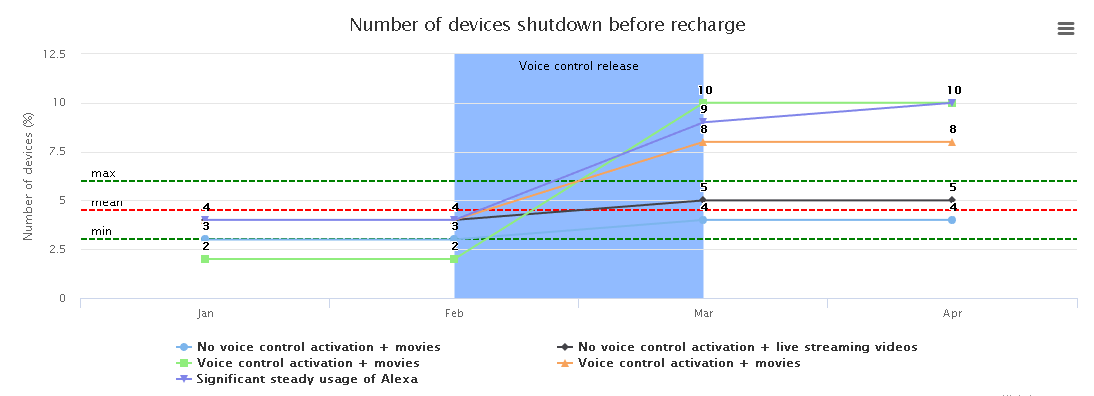 Number of devices shutdown before recharge
12.5
Voice control release
10
10
10
9
8
8
7.5
Number of devices (%)
max
5
5
5
mean
4
4
4
4
3
3
min
2
2
2.5
0
Jan
Feb
Mar
Apr
No voice control activation + movies
No voice control activation + live streaming videos
Voice control activation + movies
Voice control activation + movies
Significant steady usage of Alexa